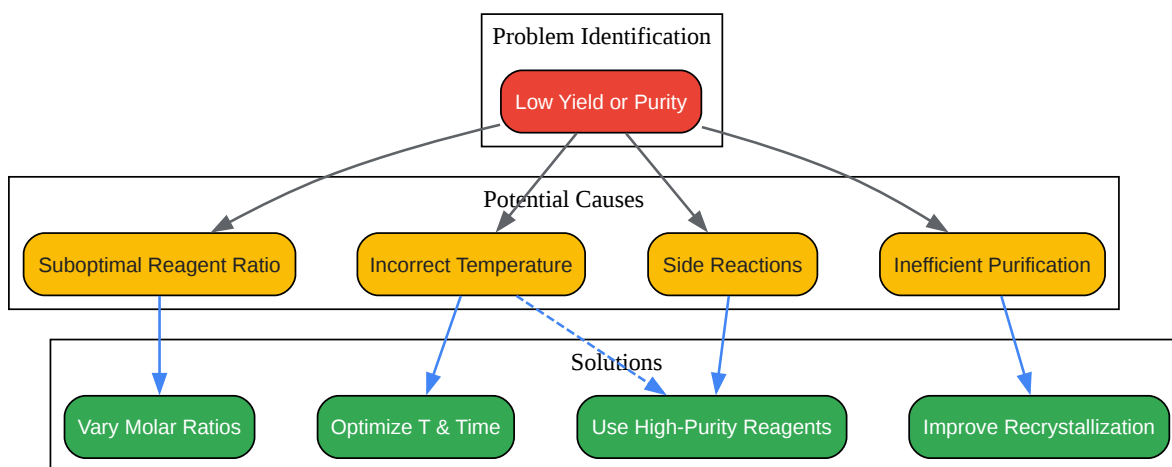 Problem Identification
Low Yield or Purity
Potential Causes
Suboptimal Reagent Ratio
Incorrect Temperature
Side Reactions
Inefficient Purification
Solutions
Vary Molar Ratios
Optimize T & Time
Use High-Purity Reagents
Improve Recrystallization